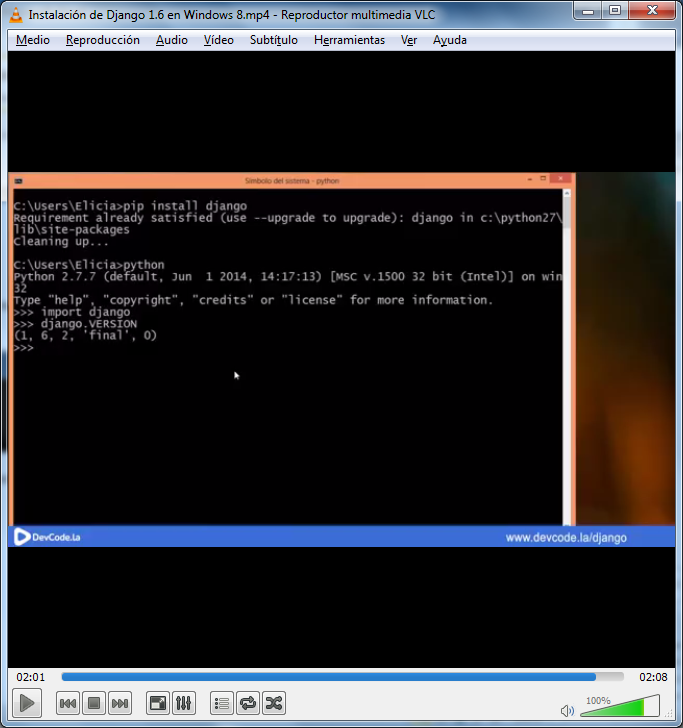 Instalación de Django 1.6 en Windows 8.mp4 - Reproductor multimedia VLC
Medio Reproducción Audio Vídeo Subtítulo Herramientas Ver Ayuda
Símbolo del sistema - python
C:\Users\Elicia>pip install django
Requirement already satisfied (use --upgrade to upgrade): django in c:\python27\
lib\site-packages
Cleaning up...
C:\Users\Elicia>python
Python 2.7.7 (default, Jun  1 2014, 14:17:13) [MSC v.1500 32 bit (Intel)] on win
32
Type "help", "copyright", "credits" or "license" for more information.
>>> import django
>>> django.VERSION
(1, 6, 2, 'final', 0)
>>>
DevCode.la www.devcode.la/django
02:01 02:08
100%